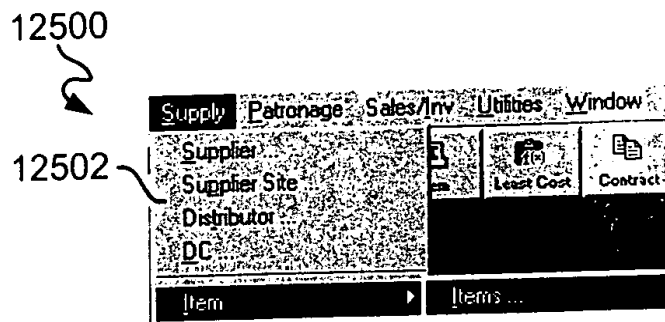 12500
Supply Patronage Sales/Inv Utilities Window
Supplier ...
12502
Supplier Site ...
Least Cost Contract
Distributor ...
DC ...
Item Items ...